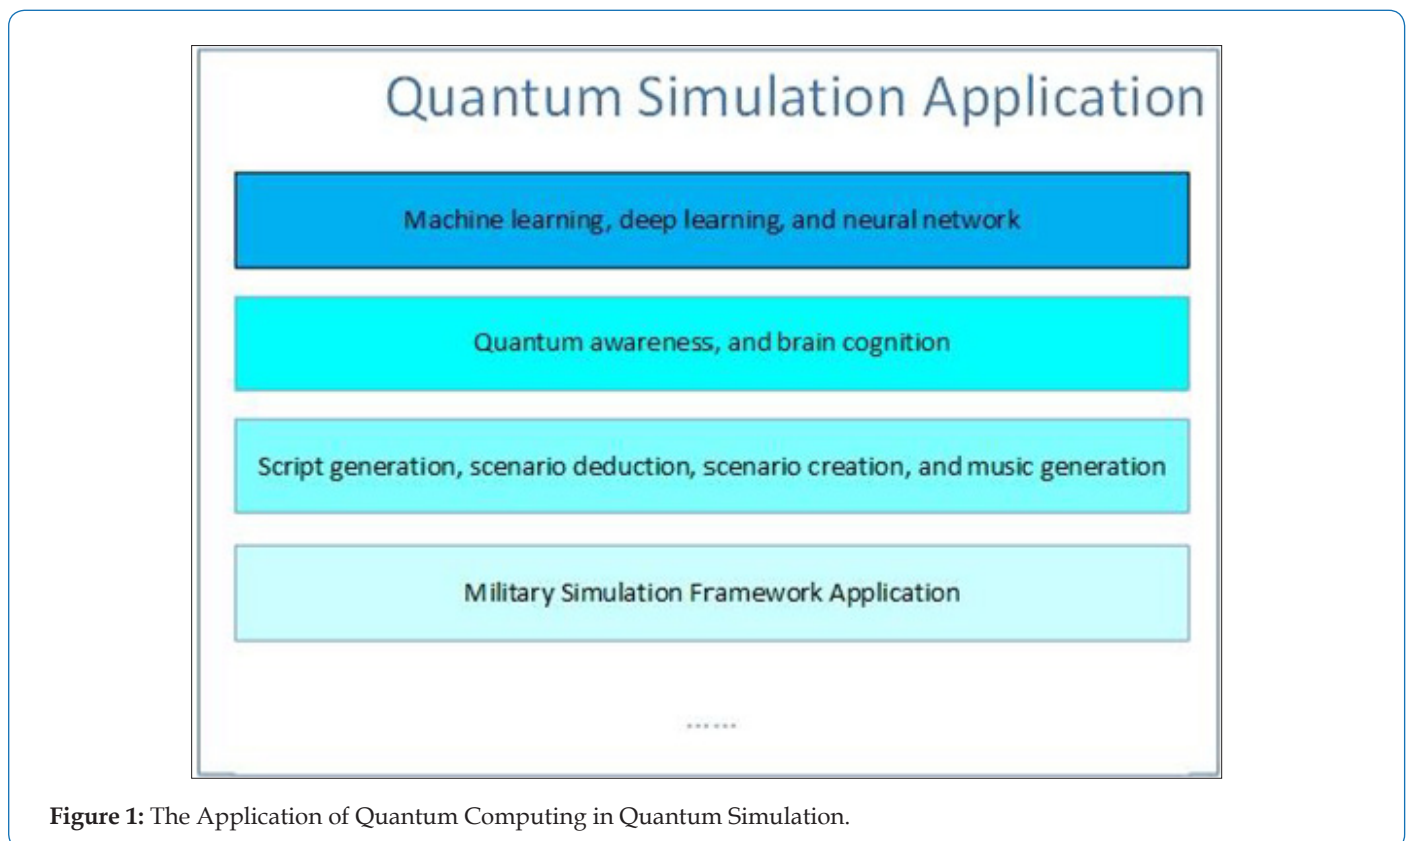 Quantum Simulation Application
Machine learning, deep learning, and neural network
Quantum awareness, and brain cognition
Script generation, scenario deduction, scenario creation, and music generation
Military Simulation Framework Application
……
Figure 1: The Application of Quantum Computing in Quantum Simulation.